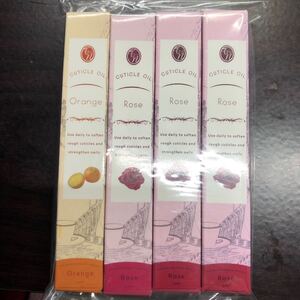 CUTICLE OIL
Orange
Use daily to soften
rough cuticles and
strengthen nails
Orange
CUTICLE OIL
Rose
Use daily to soften
rough cuticles and
strengthen nails
Rose
CUTICLE OIL
Rose
Use daily to soften
rough cuticles and
strengthen nails
Rose
CUTICLE OIL
Rose
Use daily to soften
rough cuticles and
strengthen nails
Rose